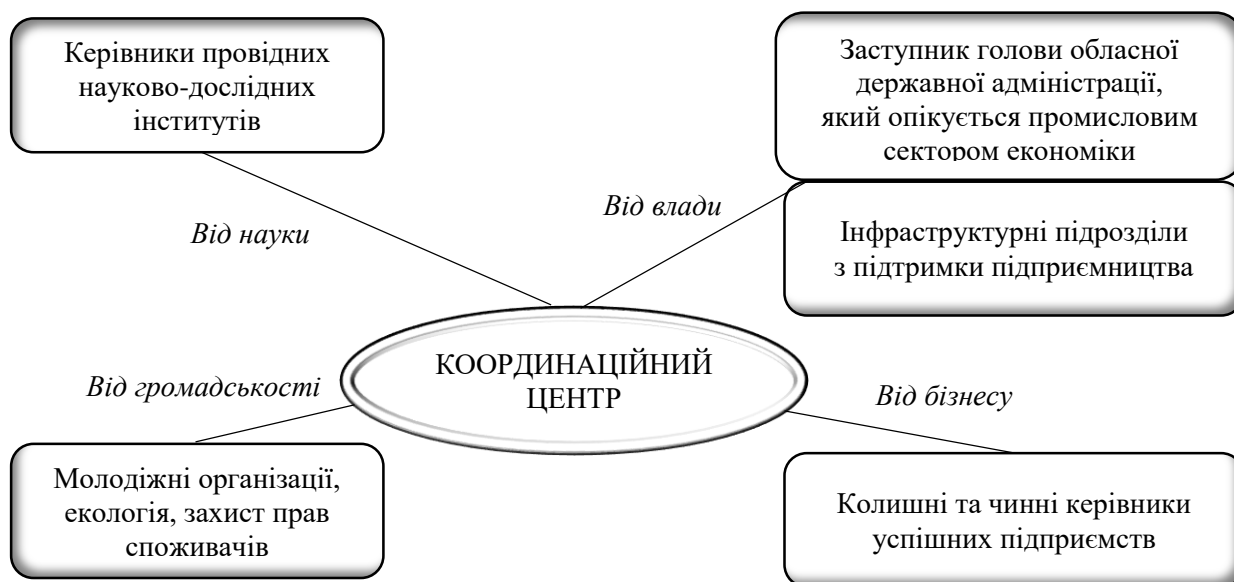 Керівники провідних
науково-дослідних
інститутів
Заступник голови обласної
державної адміністрації,
який опікується промисловим
сектором економіки
Від науки
Від влади
Інфраструктурні підрозділи
з підтримки підприємництва
КООРДИНАЦІЙНИЙ
ЦЕНТР
Від громадськості
Від бізнесу
Молодіжні організації,
екологія, захист прав
споживачів
Колишні та чинні керівники
успішних підприємств